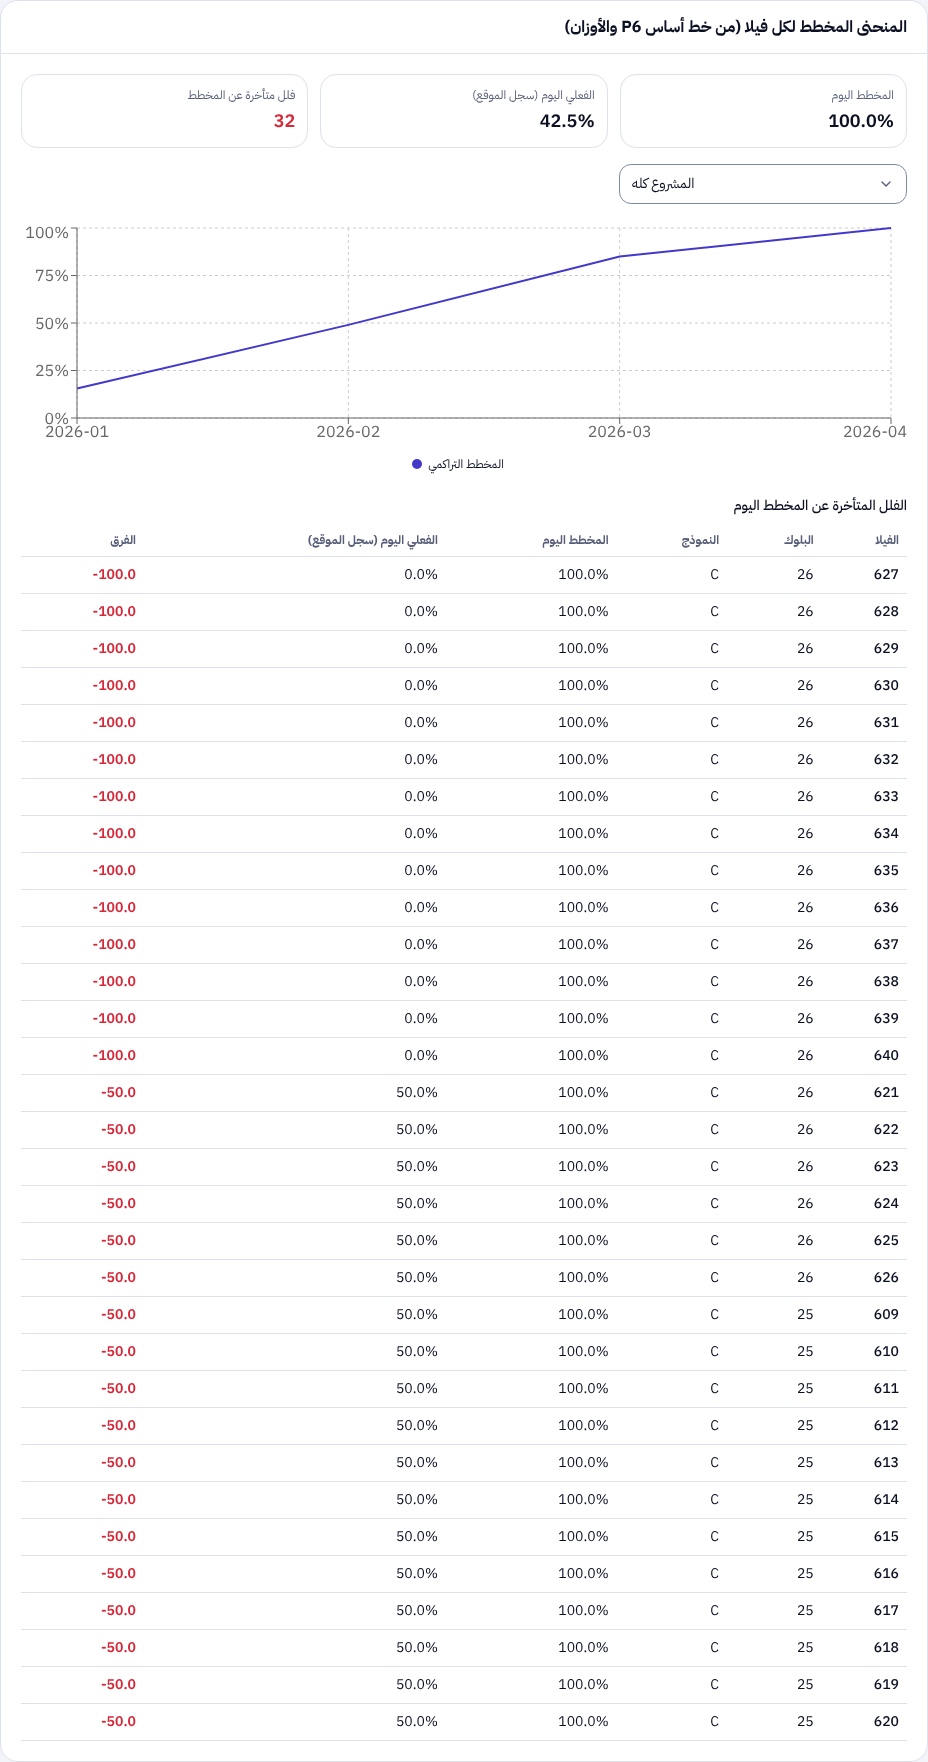 المنحنى المخطط لكل فيلا (من خط أساس P6 والأوزان)
المخطط اليوم
100.0%
الفعلي اليوم (سجل الموقع)
42.5%
فلل متأخرة عن المخطط
32
المشروع كله
100%
75%
50%
25%
0%
2026-01 2026-02 2026-03 2026-04
المخطط التراكمي
الفلل المتأخرة عن المخطط اليوم
الفيلا البلوك النموذج المخطط اليوم الفعلي اليوم (سجل الموقع) الفرق
627 26 C 100.0% 0.0% -100.0
628 26 C 100.0% 0.0% -100.0
629 26 C 100.0% 0.0% -100.0
630 26 C 100.0% 0.0% -100.0
631 26 C 100.0% 0.0% -100.0
632 26 C 100.0% 0.0% -100.0
633 26 C 100.0% 0.0% -100.0
634 26 C 100.0% 0.0% -100.0
635 26 C 100.0% 0.0% -100.0
636 26 C 100.0% 0.0% -100.0
637 26 C 100.0% 0.0% -100.0
638 26 C 100.0% 0.0% -100.0
639 26 C 100.0% 0.0% -100.0
640 26 C 100.0% 0.0% -100.0
621 26 C 100.0% 50.0% -50.0
622 26 C 100.0% 50.0% -50.0
623 26 C 100.0% 50.0% -50.0
624 26 C 100.0% 50.0% -50.0
625 26 C 100.0% 50.0% -50.0
626 26 C 100.0% 50.0% -50.0
609 25 C 100.0% 50.0% -50.0
610 25 C 100.0% 50.0% -50.0
611 25 C 100.0% 50.0% -50.0
612 25 C 100.0% 50.0% -50.0
613 25 C 100.0% 50.0% -50.0
614 25 C 100.0% 50.0% -50.0
615 25 C 100.0% 50.0% -50.0
616 25 C 100.0% 50.0% -50.0
617 25 C 100.0% 50.0% -50.0
618 25 C 100.0% 50.0% -50.0
619 25 C 100.0% 50.0% -50.0
620 25 C 100.0% 50.0% -50.0